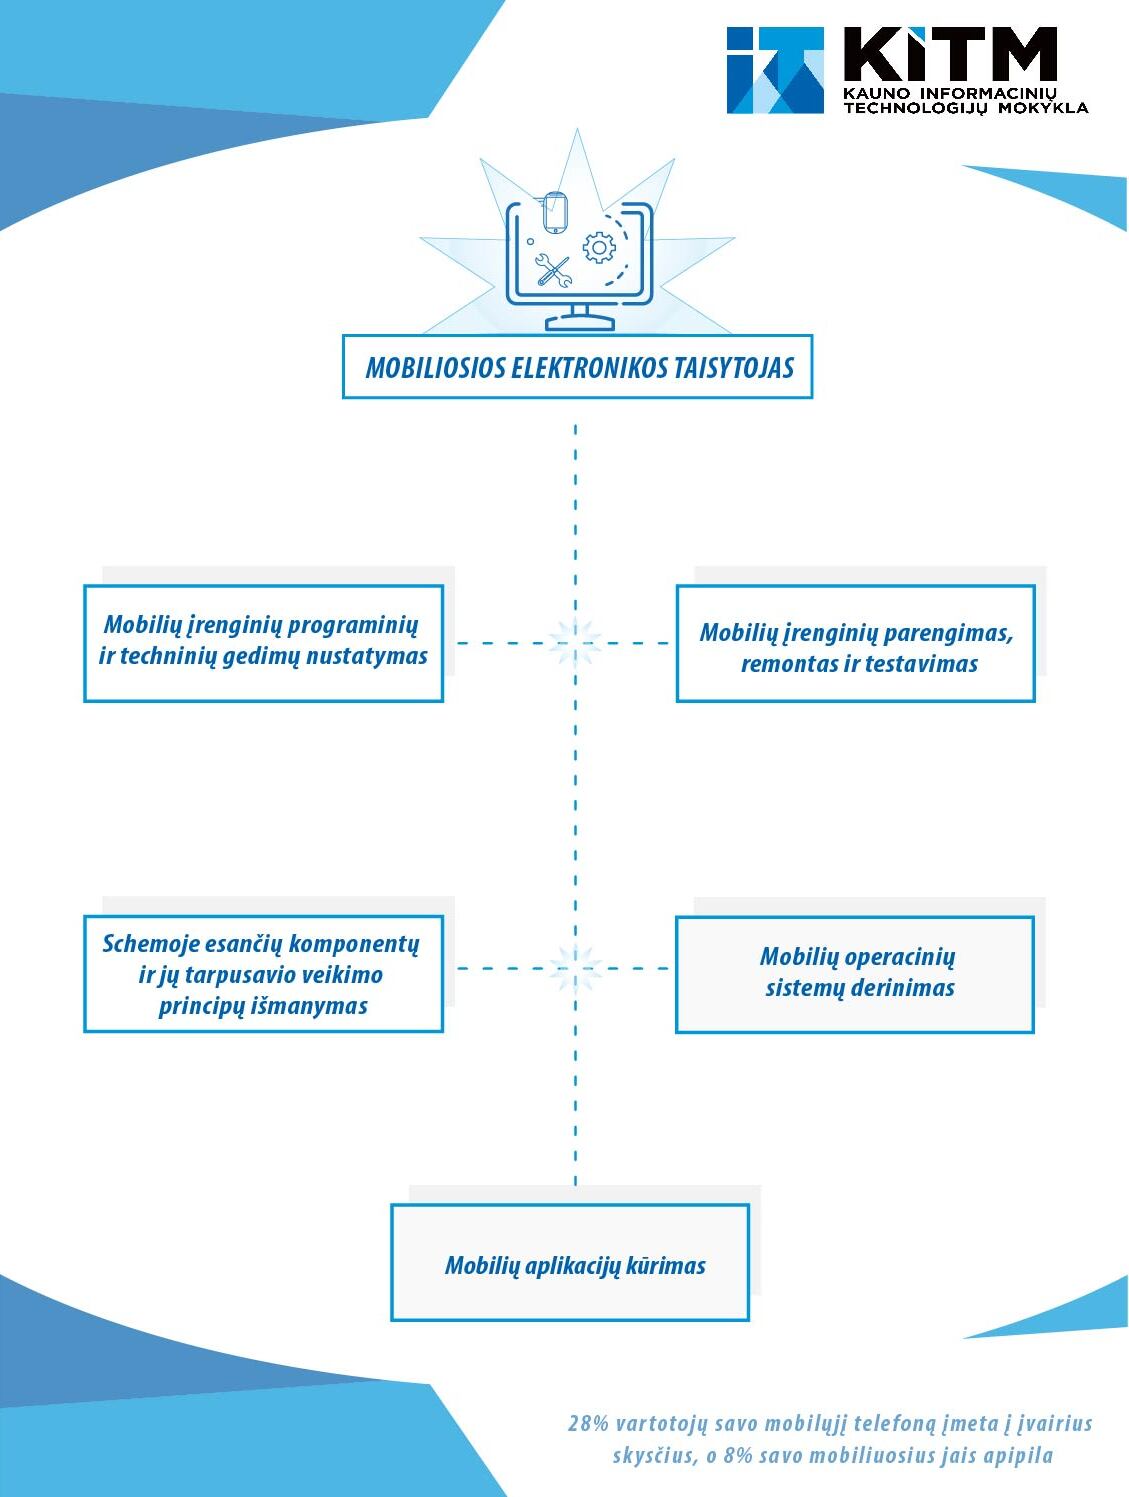 KiTM
KAUNO INFORMACINIŲ
TECHNOLOGIJŲ MOKYKLA
MOBILIOSIOS ELEKTRONIKOS TAISYTOJAS
Mobilių įrenginių programinių
ir techninių gedimų nustatymas
Mobilių įrenginių parengimas,
remontas ir testavimas
Schemoje esančių komponentų
ir jų tarpusavio veikimo
principų išmanymas
Mobilių operacinių
sistemų derinimas
Mobilių aplikacijų kūrimas
28% vartotojų savo mobilųjį telefoną įmeta į įvairius
skysčius, o 8% savo mobiliuosius jais apipila